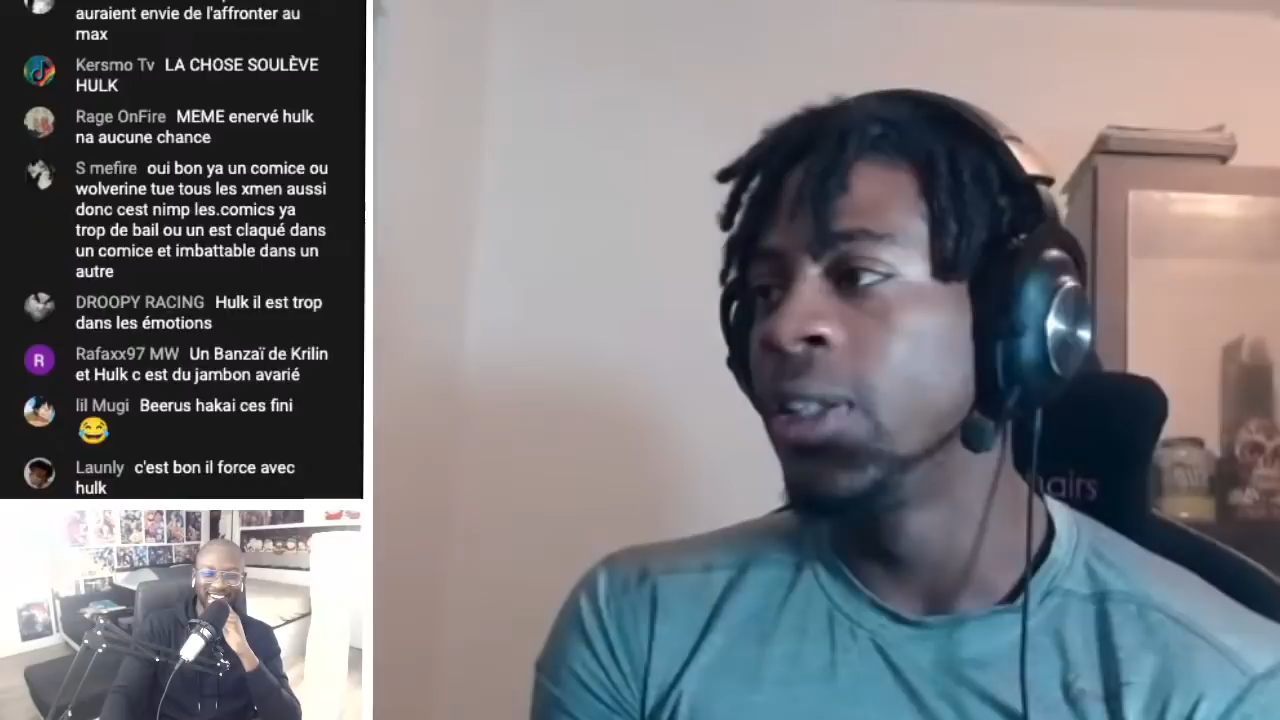 auraient envie de l'affronter au
max
Kersmo Tv LA CHOSE SOULÈVE
HULK
Rage OnFire MEME enervé hulk
na aucune chance
S mefire oui bon ya un comice ou
wolverine tue tous les xmen aussi
donc cest nimp les.comics ya
trop de bail ou un est claqué dans
un comice et imbattable dans un
autre
DROOPY RACING Hulk il est trop
dans les émotions
R
Rafaxx97 MW Un Banzaï de Krilin
et Hulk c est du jambon avarié
lil Mugi Beerus hakai ces fini
😂
Launly c'est bon il force avec
hulk
airs